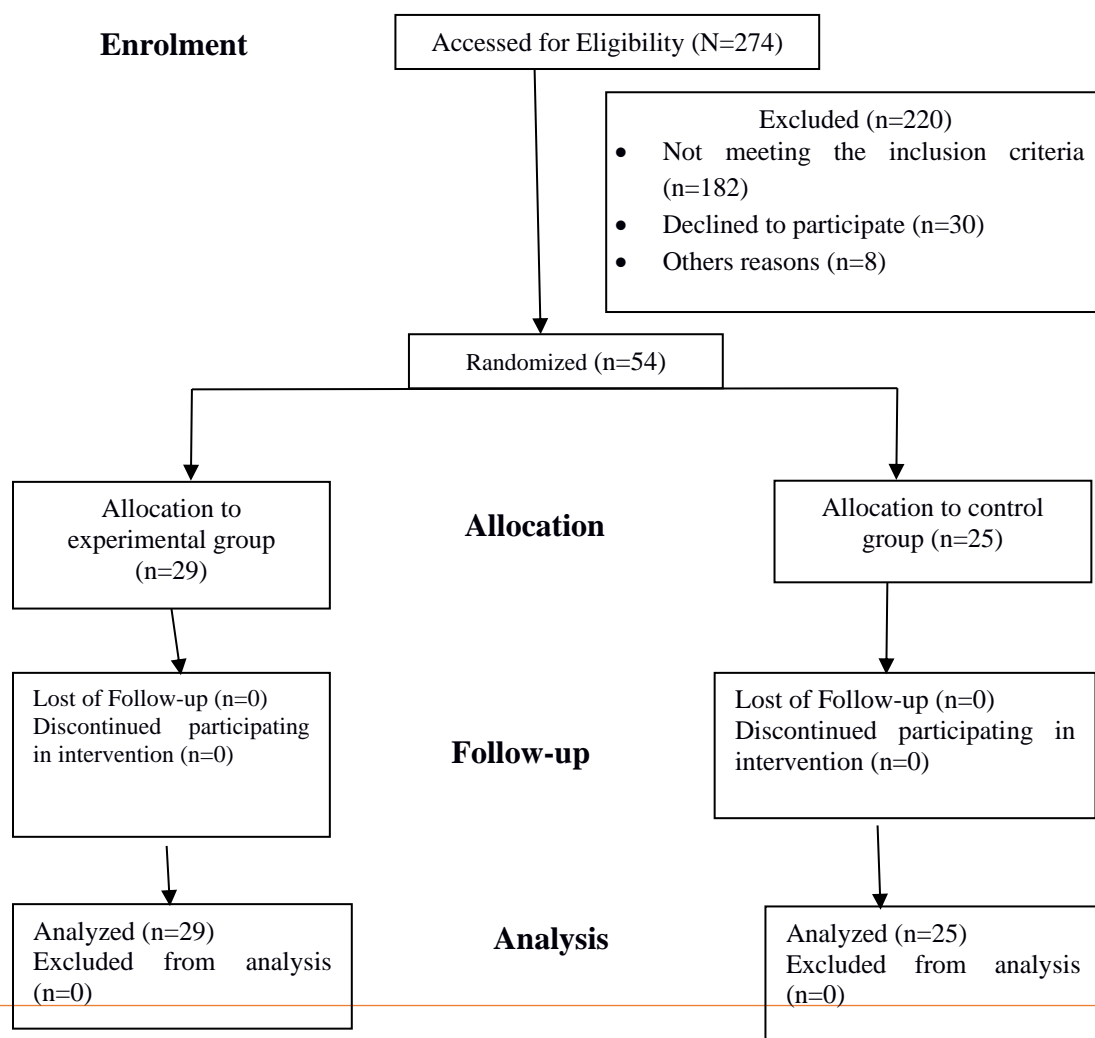 Enrolment
Accessed for Eligibility (N=274)
Excluded (n=220)
• Not meeting the inclusion criteria
(n=182)
• Declined to participate (n=30)
• Others reasons (n=8)
Randomized (n=54)
Allocation to
experimental group
(n=29)
Allocation
Allocation to control
group (n=25)
Lost of Follow-up (n=0)
Discontinued participating
in intervention (n=0)
Follow-up
Lost of Follow-up (n=0)
Discontinued participating in
intervention (n=0)
Analyzed (n=29)
Excluded from analysis
(n=0)
Analysis
Analyzed (n=25)
Excluded from analysis
(n=0)